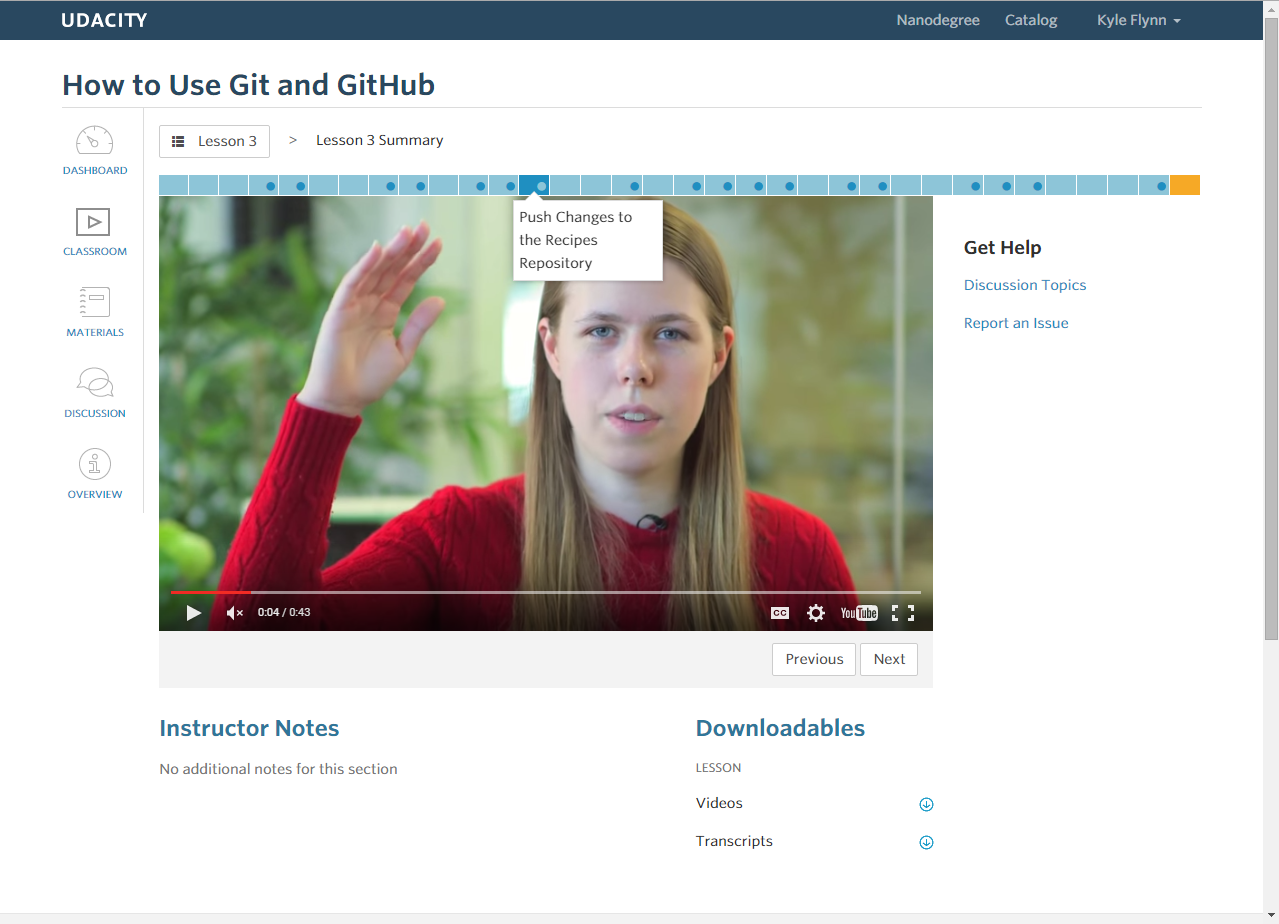 UDACITY
Nanodegree Catalog Kyle Flynn
How to Use Git and GitHub
Lesson 3 > Lesson 3 Summary
DASHBOARD
CLASSROOM
MATERIALS
DISCUSSION
OVERVIEW
Push Changes to
the Recipes
Repository
Get Help
Discussion Topics
Report an Issue
0:04 / 0:43
CC
YouTube
Previous
Next
Instructor Notes
No additional notes for this section
Downloadables
LESSON
Videos
Transcripts